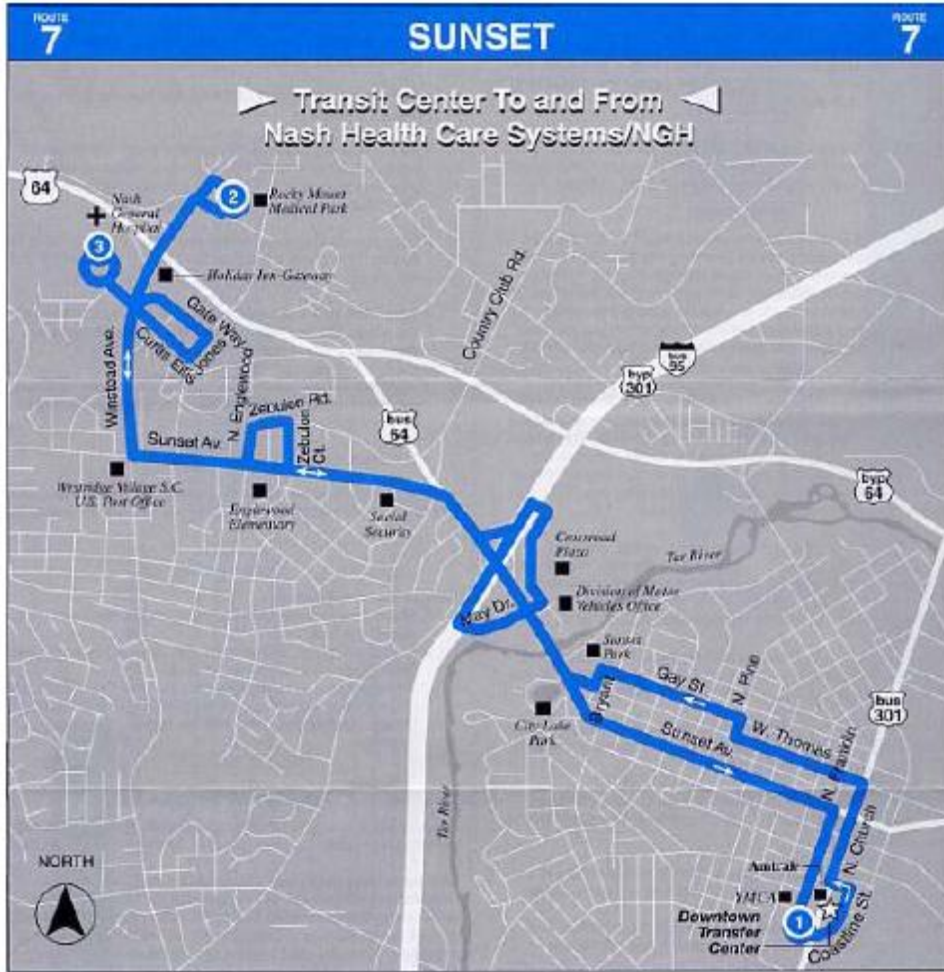 ROUTE
7
SUNSET
ROUTE
7
Transit Center To and From
Nash Health Care Systems/NGH
64
Nash
General
Hospital
2
Rocky Mount
Medical Park
3
Holiday Inn-Gateway
Country Club Rd.
Gate Way
Curtis Ellis
Jones
Winstead Ave.
N. Englewood
Zebulon Rd.
Zebulon
Ct.
Sunset Av.
bus
64
byp
301
bus
95
byp
64
Westridge Village S.C.
U.S. Post Office
Englewood
Elementary
Social
Security
Crossroad
Plaza
Tar River
May Dr.
Division of Motor
Vehicles Office
Sunset
Park
Bryant
Gay St.
N. Pine
bus
301
City Lake
Park
Sunset Av.
W. Thomas
N. Franklin
N. Church
Tar River
NORTH
Amtrak
YMCA
1
Downtown
Transfer
Center
Coastline St.